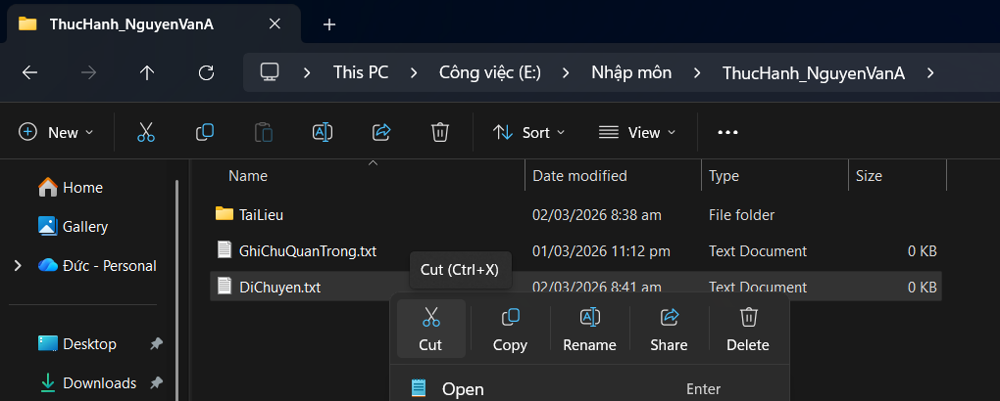 ThucHanh_NguyenVanA
This PC > Công việc (E:) > Nhập môn > ThucHanh_NguyenVanA >
New Sort View
Name Date modified Type Size
Home
Gallery
Đức - Personal
Desktop
Downloads
TaiLieu 02/03/2026 8:38 am File folder
GhiChuQuanTrong.txt 01/03/2026 11:12 pm Text Document 0 KB
Cut (Ctrl+X)
DiChuyen.txt 02/03/2026 8:41 am Text Document 0 KB
Cut Copy Rename Share Delete
Open Enter